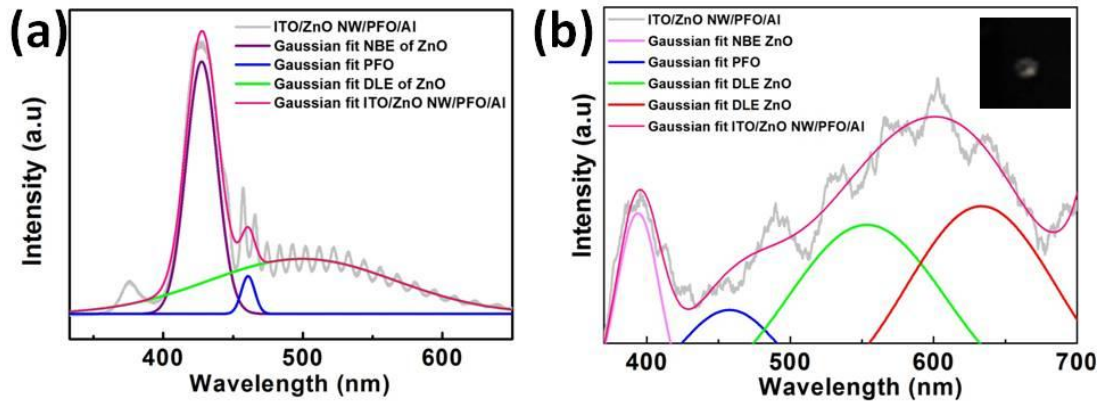 (a)
ITO/ZnO NW/PFO/Al
Gaussian fit NBE of ZnO
Gaussian fit PFO
Gaussian fit DLE of ZnO
Gaussian fit ITO/ZnO NW/PFO/Al
Intensity (a.u)
400 500 600
Wavelength (nm)
(b)
ITO/ZnO NW/PFO/Al
Gaussian fit NBE ZnO
Gaussian fit PFO
Gaussian fit DLE ZnO
Gaussian fit DLE ZnO
Gaussian fit ITO/ZnO NW/PFO/Al
Intensity (a.u)
400 500 600 700
Wavelength (nm)